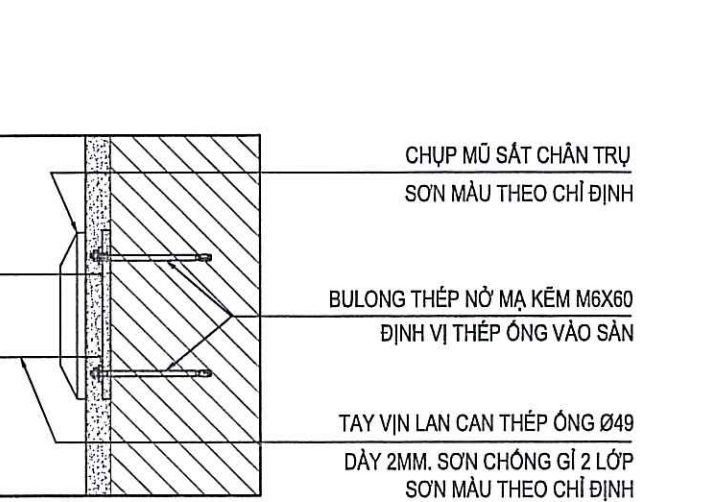 CHỤP MŨ SẮT CHÂN TRỤ
SƠN MÀU THEO CHỈ ĐỊNH
BULONG THÉP NỞ MẠ KẼM M6X60
ĐỊNH VỊ THÉP ỐNG VÀO SÀN
TAY VỊN LAN CAN THÉP ỐNG Ø49
DÀY 2MM. SƠN CHỐNG GỈ 2 LỚP
SƠN MÀU THEO CHỈ ĐỊNH